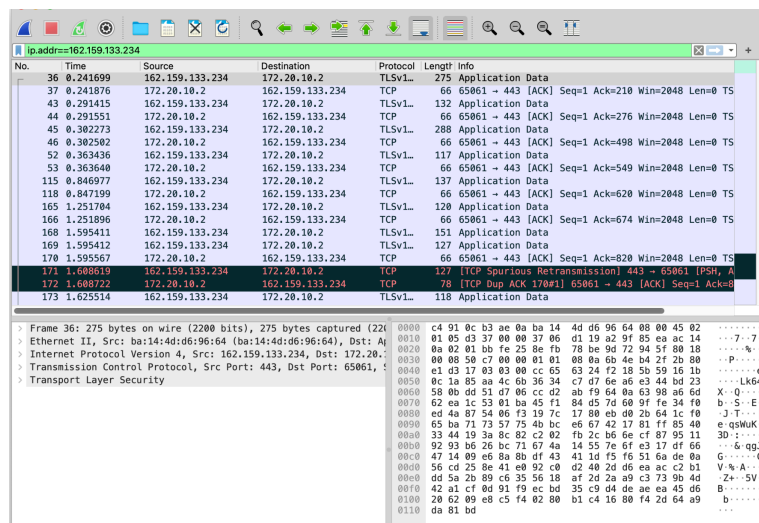 ip.addr==162.159.133.234
No. Time Source Destination Protocol Length Info
36 0.241699 162.159.133.234 172.20.10.2 TLSv1… 275 Application Data
37 0.241876 172.20.10.2 162.159.133.234 TCP 66 65061 → 443 [ACK] Seq=1 Ack=210 Win=2048 Len=0 TS
43 0.291415 162.159.133.234 172.20.10.2 TLSv1… 132 Application Data
44 0.291551 172.20.10.2 162.159.133.234 TCP 66 65061 → 443 [ACK] Seq=1 Ack=276 Win=2048 Len=0 TS
45 0.302273 162.159.133.234 172.20.10.2 TLSv1… 288 Application Data
46 0.302502 172.20.10.2 162.159.133.234 TCP 66 65061 → 443 [ACK] Seq=1 Ack=498 Win=2048 Len=0 TS
52 0.363436 162.159.133.234 172.20.10.2 TLSv1… 117 Application Data
53 0.363640 172.20.10.2 162.159.133.234 TCP 66 65061 → 443 [ACK] Seq=1 Ack=549 Win=2048 Len=0 TS
115 0.846977 162.159.133.234 172.20.10.2 TLSv1… 137 Application Data
118 0.847199 172.20.10.2 162.159.133.234 TCP 66 65061 → 443 [ACK] Seq=1 Ack=620 Win=2048 Len=0 TS
165 1.251704 162.159.133.234 172.20.10.2 TLSv1… 120 Application Data
166 1.251896 172.20.10.2 162.159.133.234 TCP 66 65061 → 443 [ACK] Seq=1 Ack=674 Win=2048 Len=0 TS
168 1.595411 162.159.133.234 172.20.10.2 TLSv1… 151 Application Data
169 1.595412 162.159.133.234 172.20.10.2 TLSv1… 127 Application Data
170 1.595567 172.20.10.2 162.159.133.234 TCP 66 65061 → 443 [ACK] Seq=1 Ack=820 Win=2048 Len=0 TS
171 1.608619 162.159.133.234 172.20.10.2 TCP 127 [TCP Spurious Retransmission] 443 → 65061 [PSH, A
172 1.608722 172.20.10.2 162.159.133.234 TCP 78 [TCP Dup ACK 170#1] 65061 → 443 [ACK] Seq=1 Ack=8
173 1.625514 162.159.133.234 172.20.10.2 TLSv1… 118 Application Data
Frame 36: 275 bytes on wire (2200 bits), 275 bytes captured (220
Ethernet II, Src: ba:14:4d:d6:96:64 (ba:14:4d:d6:96:64), Dst: Ap
Internet Protocol Version 4, Src: 162.159.133.234, Dst: 172.20.1
Transmission Control Protocol, Src Port: 443, Dst Port: 65061, S
Transport Layer Security
0000 c4 91 0c b3 ae 0a ba 14 4d d6 96 64 08 00 45 02
0010 01 05 d3 37 00 00 37 06 d1 19 a2 9f 85 ea ac 14
0020 0a 02 01 bb fe 25 8e fb 78 be 9d 72 94 5f 80 18
0030 00 08 50 c7 00 00 01 01 08 0a 6b 4e b4 2f 2b 80
0040 e1 d3 17 03 03 00 cc 65 63 24 f2 18 5b 59 16 1b
0050 0c 1a 85 aa 4c 6b 36 34 c7 d7 6e a6 e3 44 bd 23
0060 58 0b dd 51 d7 06 cc d2 ab f9 64 0a 63 98 a6 6d
0070 62 ea 1c 53 01 ba 45 f1 84 d5 7d 60 9f fe 34 f0
0080 ed 4a 87 54 06 f3 19 7c 17 80 eb d0 2b 64 1c f0
0090 65 ba 71 73 57 75 4b bc e6 67 42 17 81 ff 85 40
00a0 33 44 19 3a 8c 82 c2 02 fb 2c b6 6e cf 87 95 11
00b0 92 93 b6 26 bc 71 67 4a 14 55 7e 6f e3 17 df 66
00c0 47 14 09 e6 8a 8b df 43 41 1d f5 f6 51 6a de 0a
00d0 56 cd 25 8e 41 e0 92 c0 d2 40 2d d6 ea ac c2 b1
00e0 dd 5a 2b 89 c6 35 56 18 af 2d 2a a9 c3 73 9b 4d
00f0 42 a1 cf 0d 91 f9 ec bd 35 c9 d4 de ae ea 45 d6
0100 20 62 09 e8 c5 f4 02 80 b1 c4 16 80 f4 2d 64 a9
0110 da 81 bd